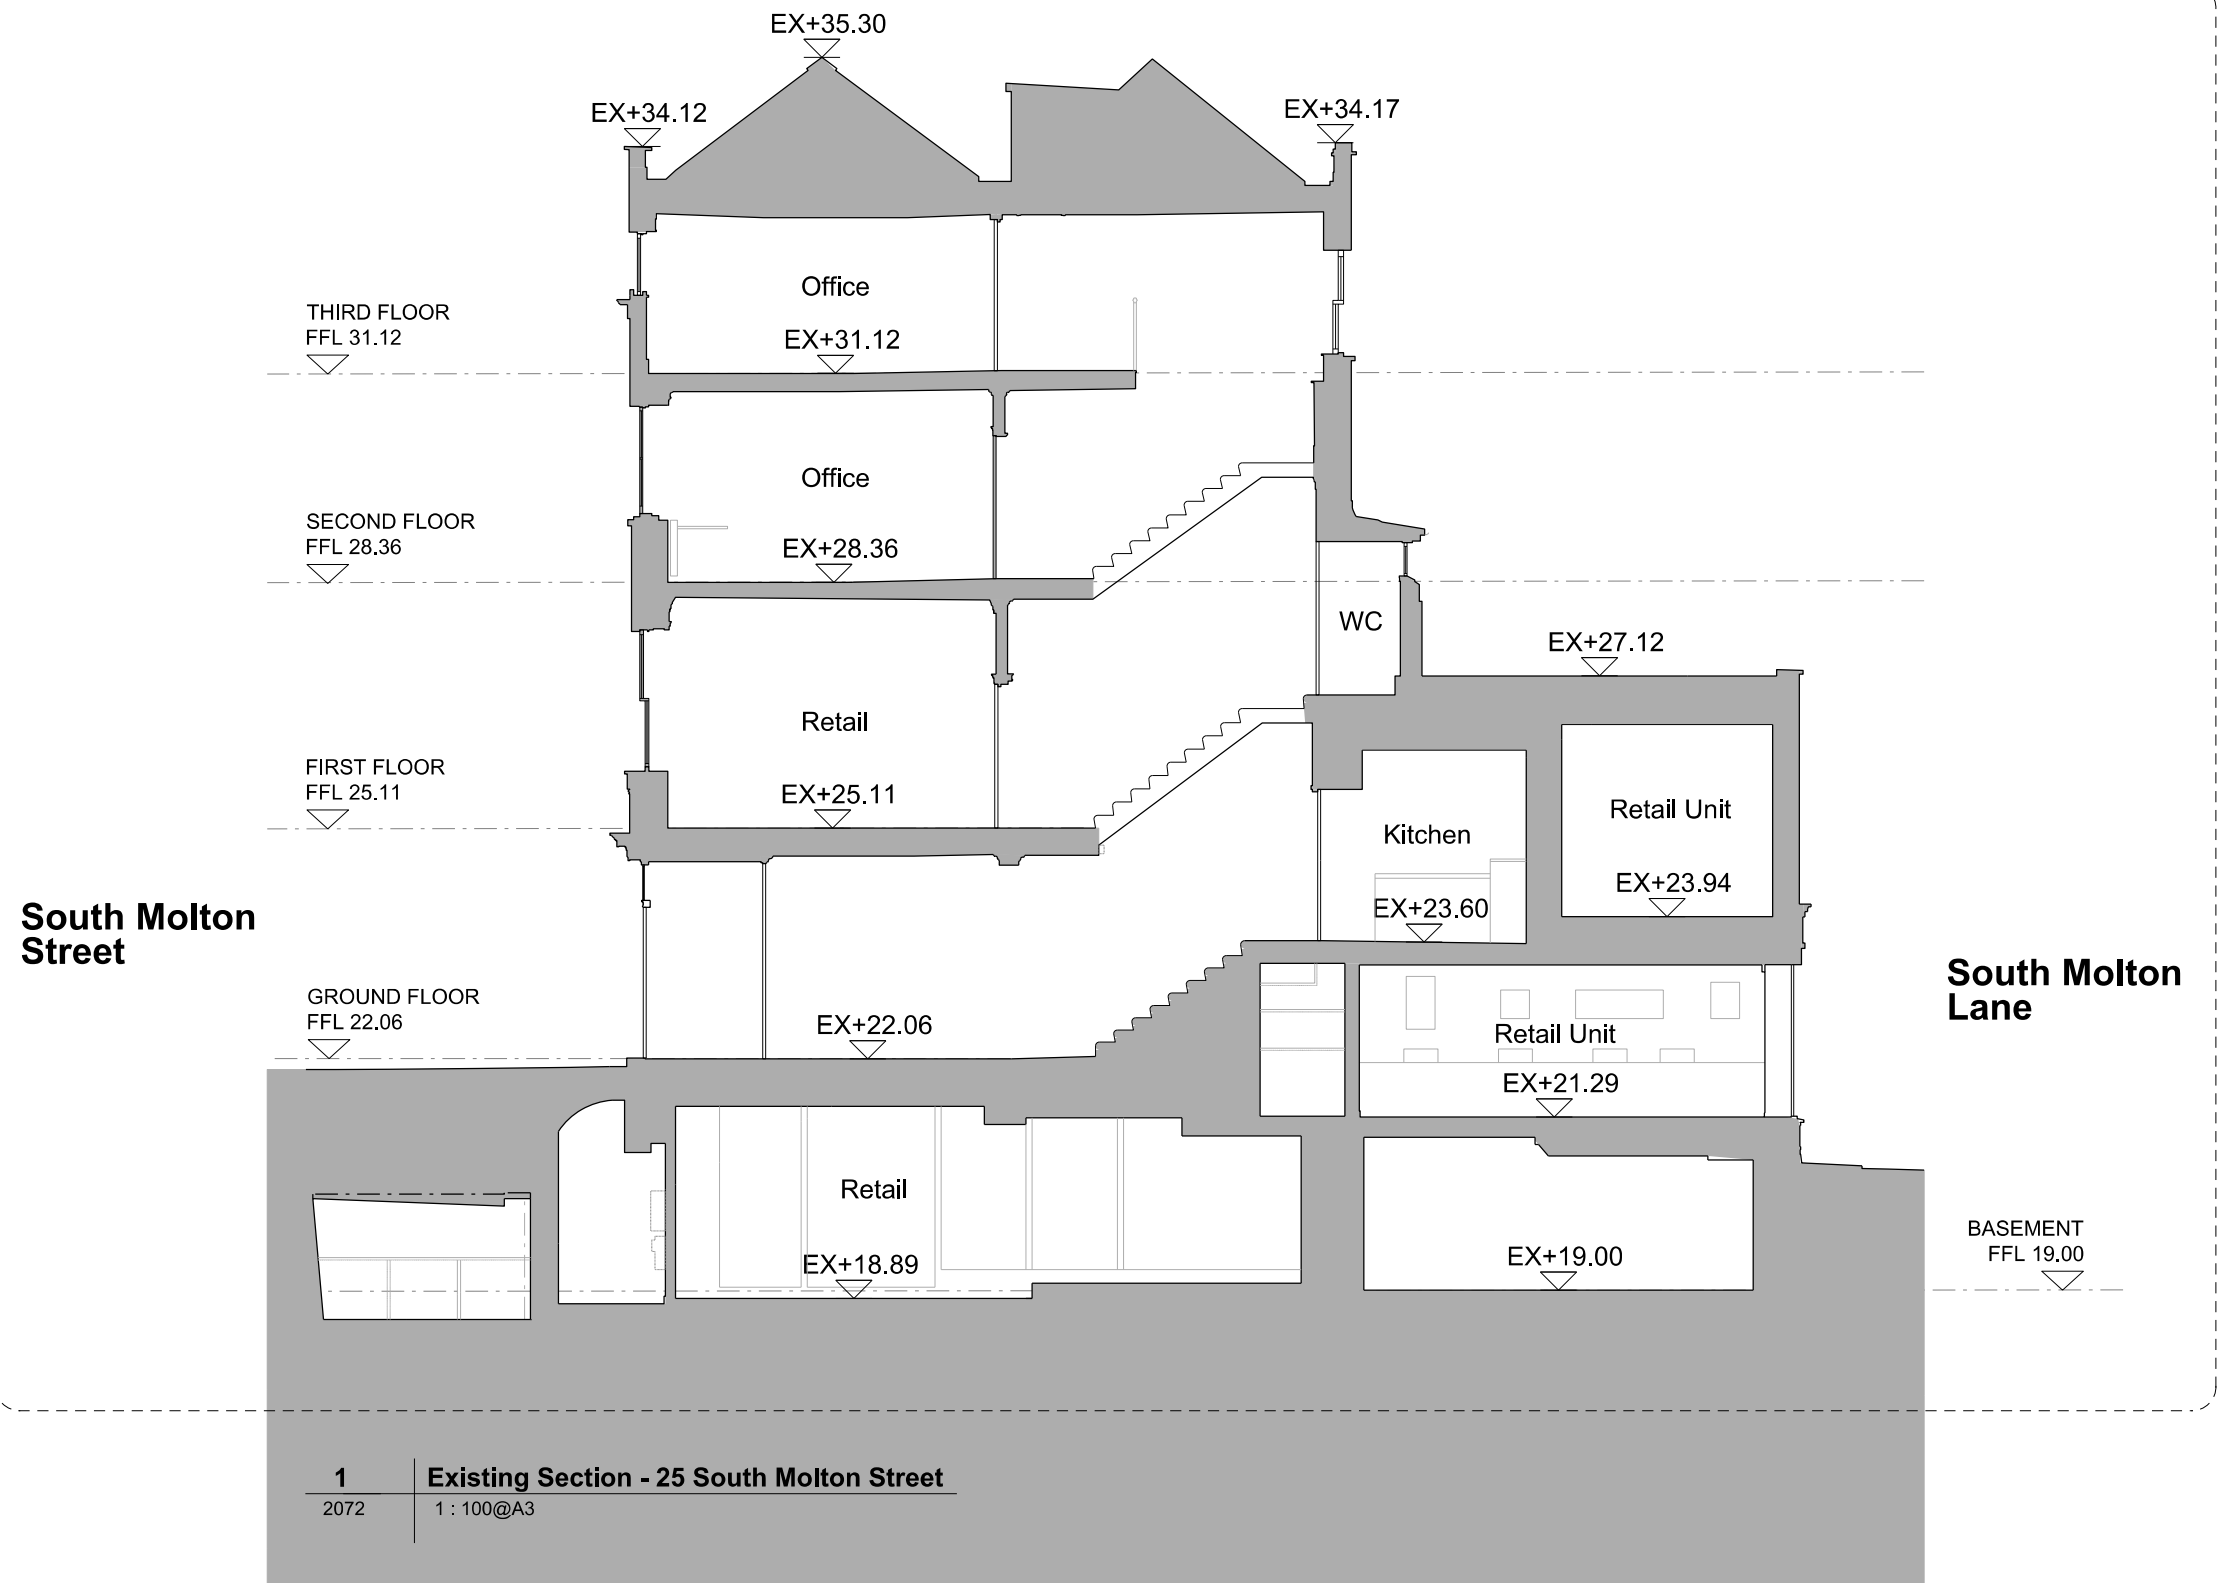 EX+35.30
EX+34.12
EX+34.17
Office
THIRD FLOOR
FFL 31.12
EX+31.12
Office
SECOND FLOOR
FFL 28.36
EX+28.36
WC
EX+27.12
Retail
FIRST FLOOR
FFL 25.11
EX+25.11
Kitchen
Retail Unit
EX+23.94
EX+23.60
South Molton
Street
South Molton
Lane
GROUND FLOOR
FFL 22.06
EX+22.06
Retail Unit
EX+21.29
Retail
EX+18.89
EX+19.00
BASEMENT
FFL 19.00
1 Existing Section - 25 South Molton Street
2072 1 : 100@A3